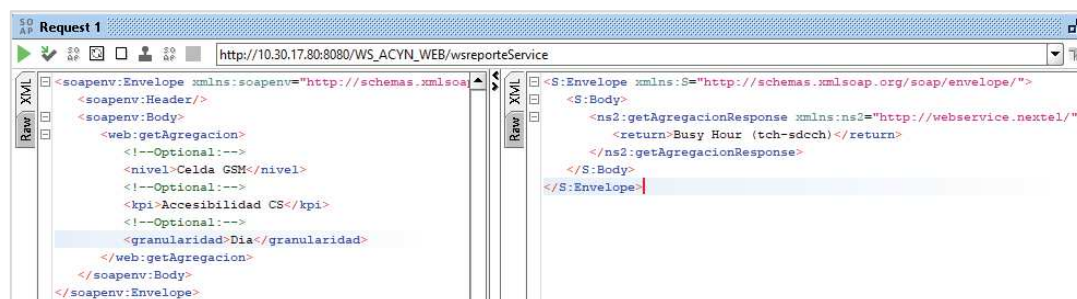 SO AP Request 1
http://10.30.17.80:8080/WS_ACYN_WEB/wsreporteService
XML
Raw
<soapenv:Envelope xmlns:soapenv="http://schemas.xmlsoa
<soapenv:Header/>
<soapenv:Body>
<web:getAgregacion>
<!--Optional:-->
<nivel>Celda GSM</nivel>
<!--Optional:-->
<kpi>Accesibilidad CS</kpi>
<!--Optional:-->
<granularidad>Dia</granularidad>
</web:getAgregacion>
</soapenv:Body>
</soapenv:Envelope>
XML
Raw
<S:Envelope xmlns:S="http://schemas.xmlsoap.org/soap/envelope/">
<S:Body>
<ns2:getAgregacionResponse xmlns:ns2="http://webservice.nextel/"
<return>Busy Hour (tch-sdcch)</return>
</ns2:getAgregacionResponse>
</S:Body>
</S:Envelope>